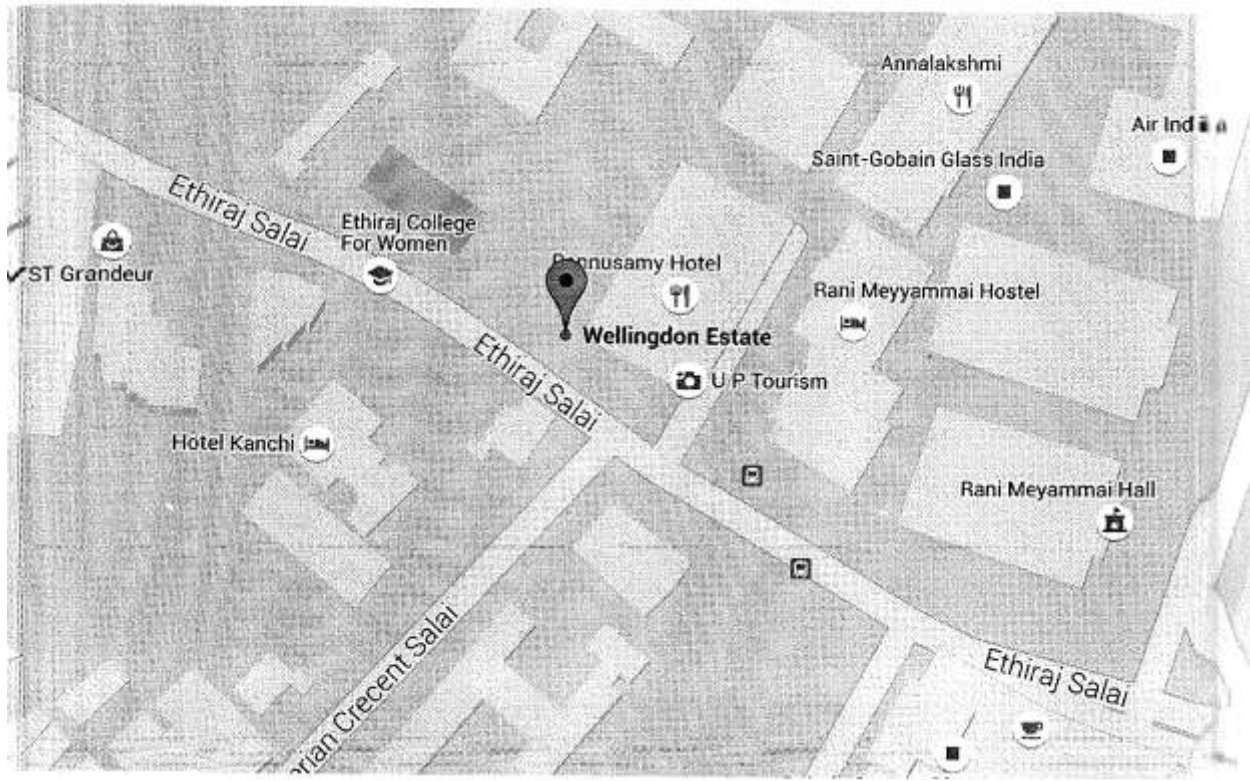 Annalakshmi
Air Ind
Saint-Gobain Glass India
Ethiraj Salai
Ethiraj College
For Women
ST Grandeur
Hotel
Rani Meyyammai Hostel
Wellingdon Estate
Ethiraj Salai
U P Tourism
Hotel Kanchi
Rani Meyammai Hall
Crecent Salai
Ethiraj Salai